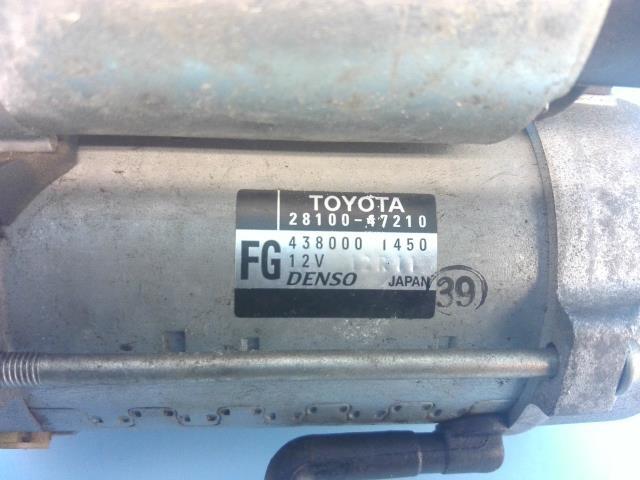 TOYOTA
28100-47210
FG
438000 1450
12V
DENSO
JAPAN
39